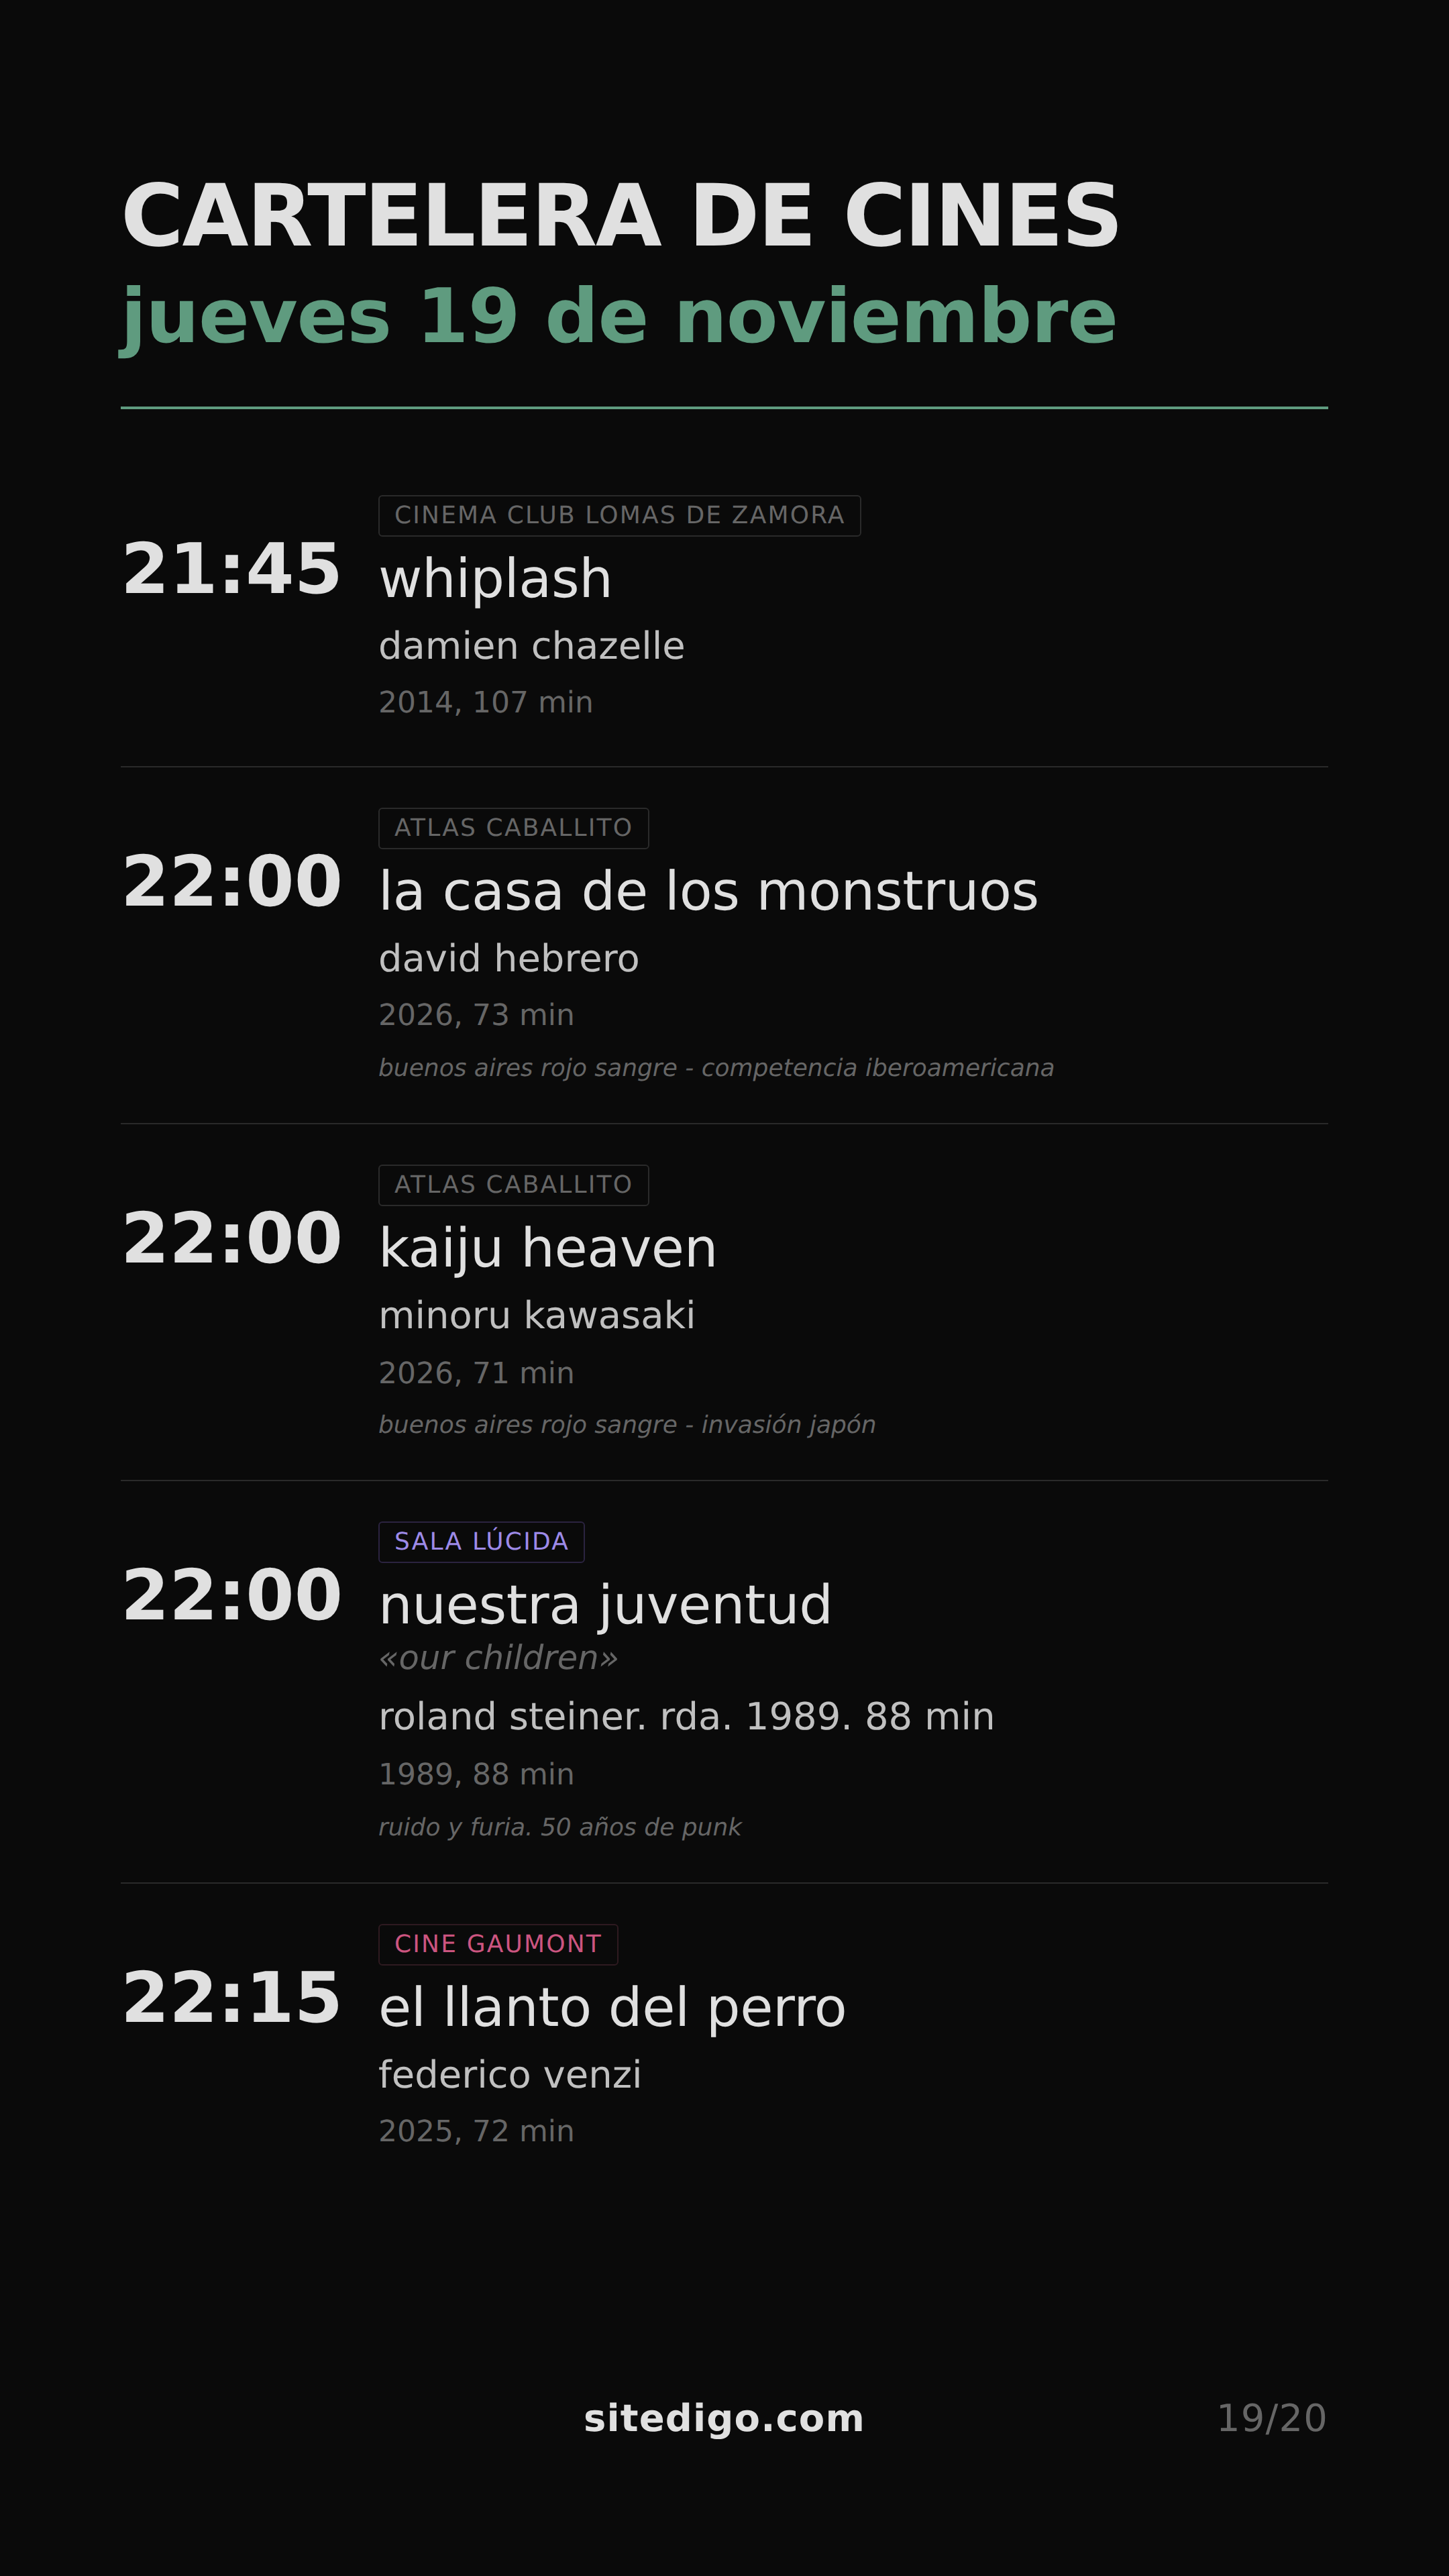 CARTELERA DE CINES
jueves 19 de noviembre
CINEMA CLUB LOMAS DE ZAMORA
21:45
whiplash
damien chazelle
2014, 107 min
ATLAS CABALLITO
22:00
la casa de los monstruos
david hebrero
2026, 73 min
buenos aires rojo sangre - competencia iberoamericana
ATLAS CABALLITO
22:00
kaiju heaven
minoru kawasaki
2026, 71 min
buenos aires rojo sangre - invasión japón
SALA LÚCIDA
22:00
nuestra juventud
«our children»
roland steiner. rda. 1989. 88 min
1989, 88 min
ruido y furia. 50 años de punk
CINE GAUMONT
22:15
el llanto del perro
federico venzi
2025, 72 min
sitedigo.com
19/20